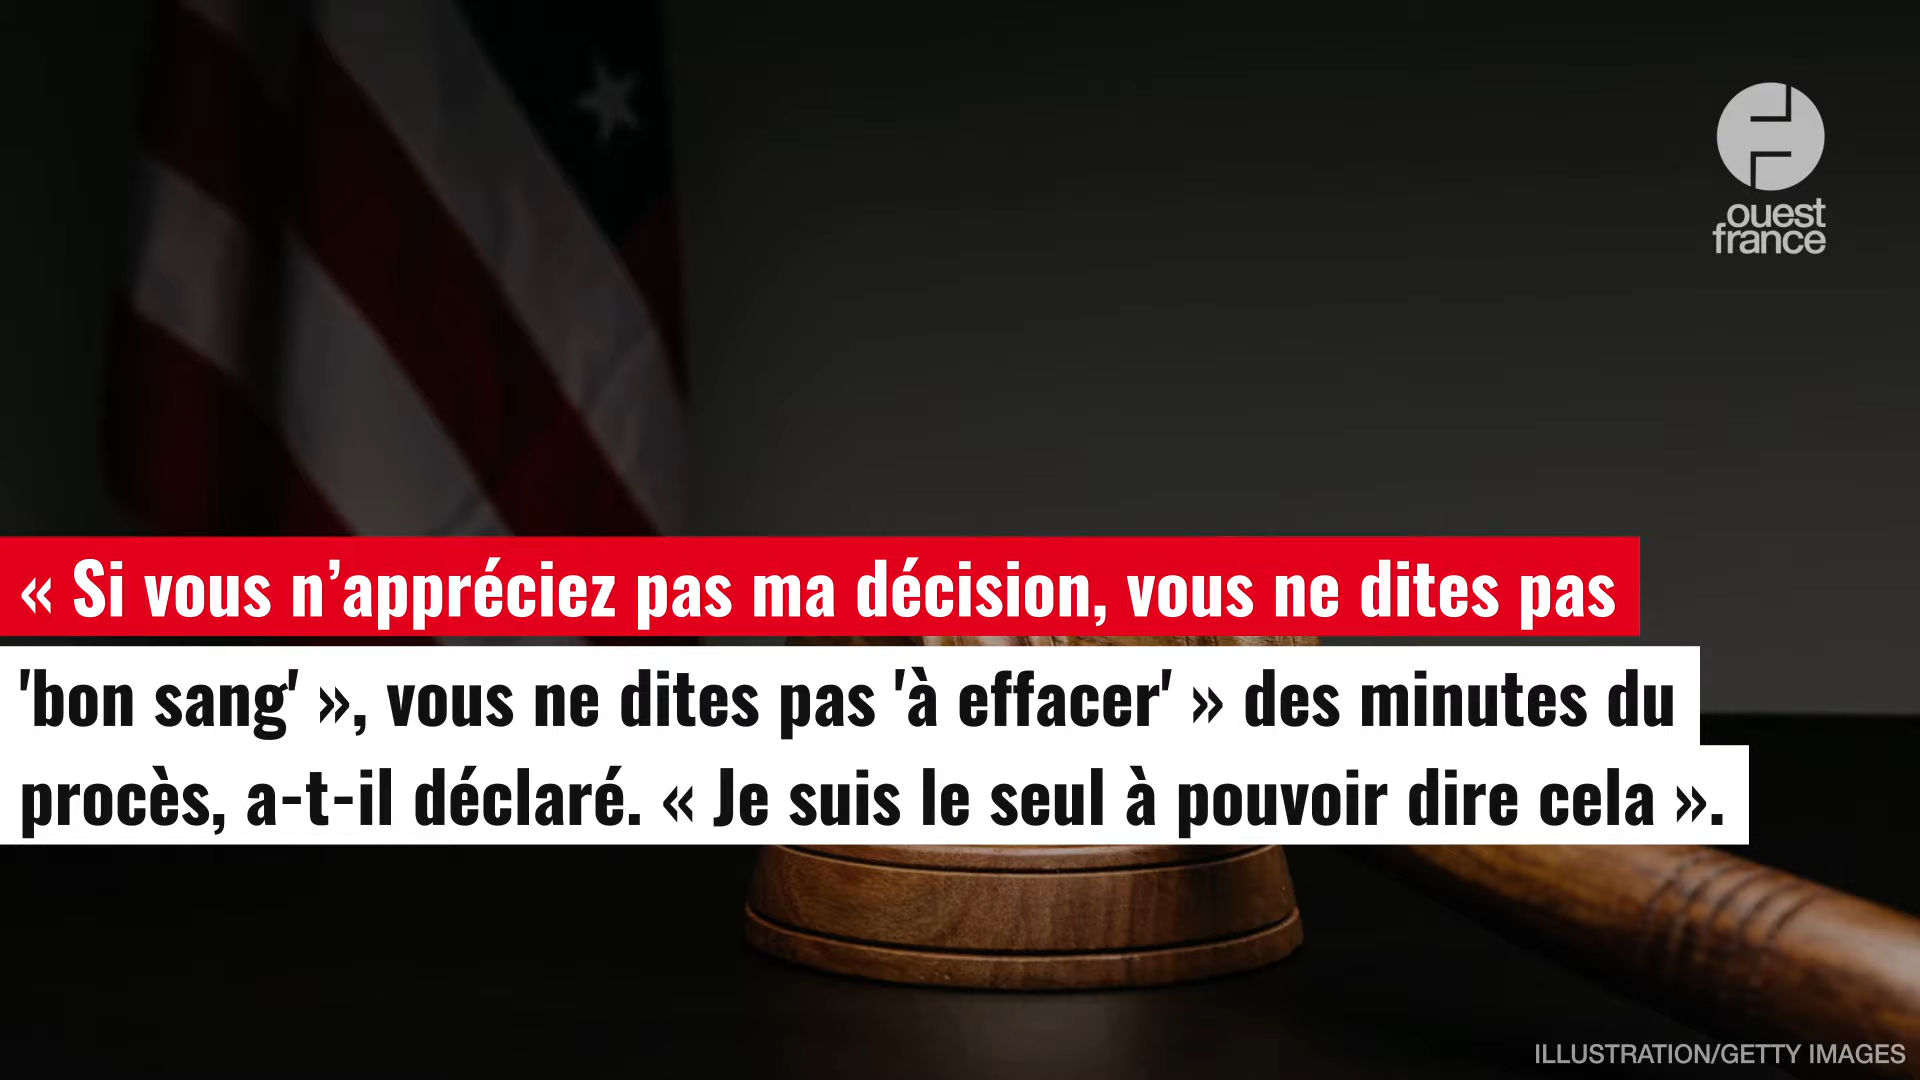 ouest
france
« Si vous n’appréciez pas ma décision, vous ne dites pas
'bon sang' », vous ne dites pas 'à effacer' » des minutes du
procès, a-t-il déclaré. « Je suis le seul à pouvoir dire cela ».
ILLUSTRATION/GETTY IMAGES